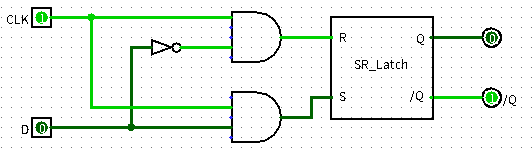 CLK 1
R Q 0
SR_Latch
S /Q 1 /Q
D 0